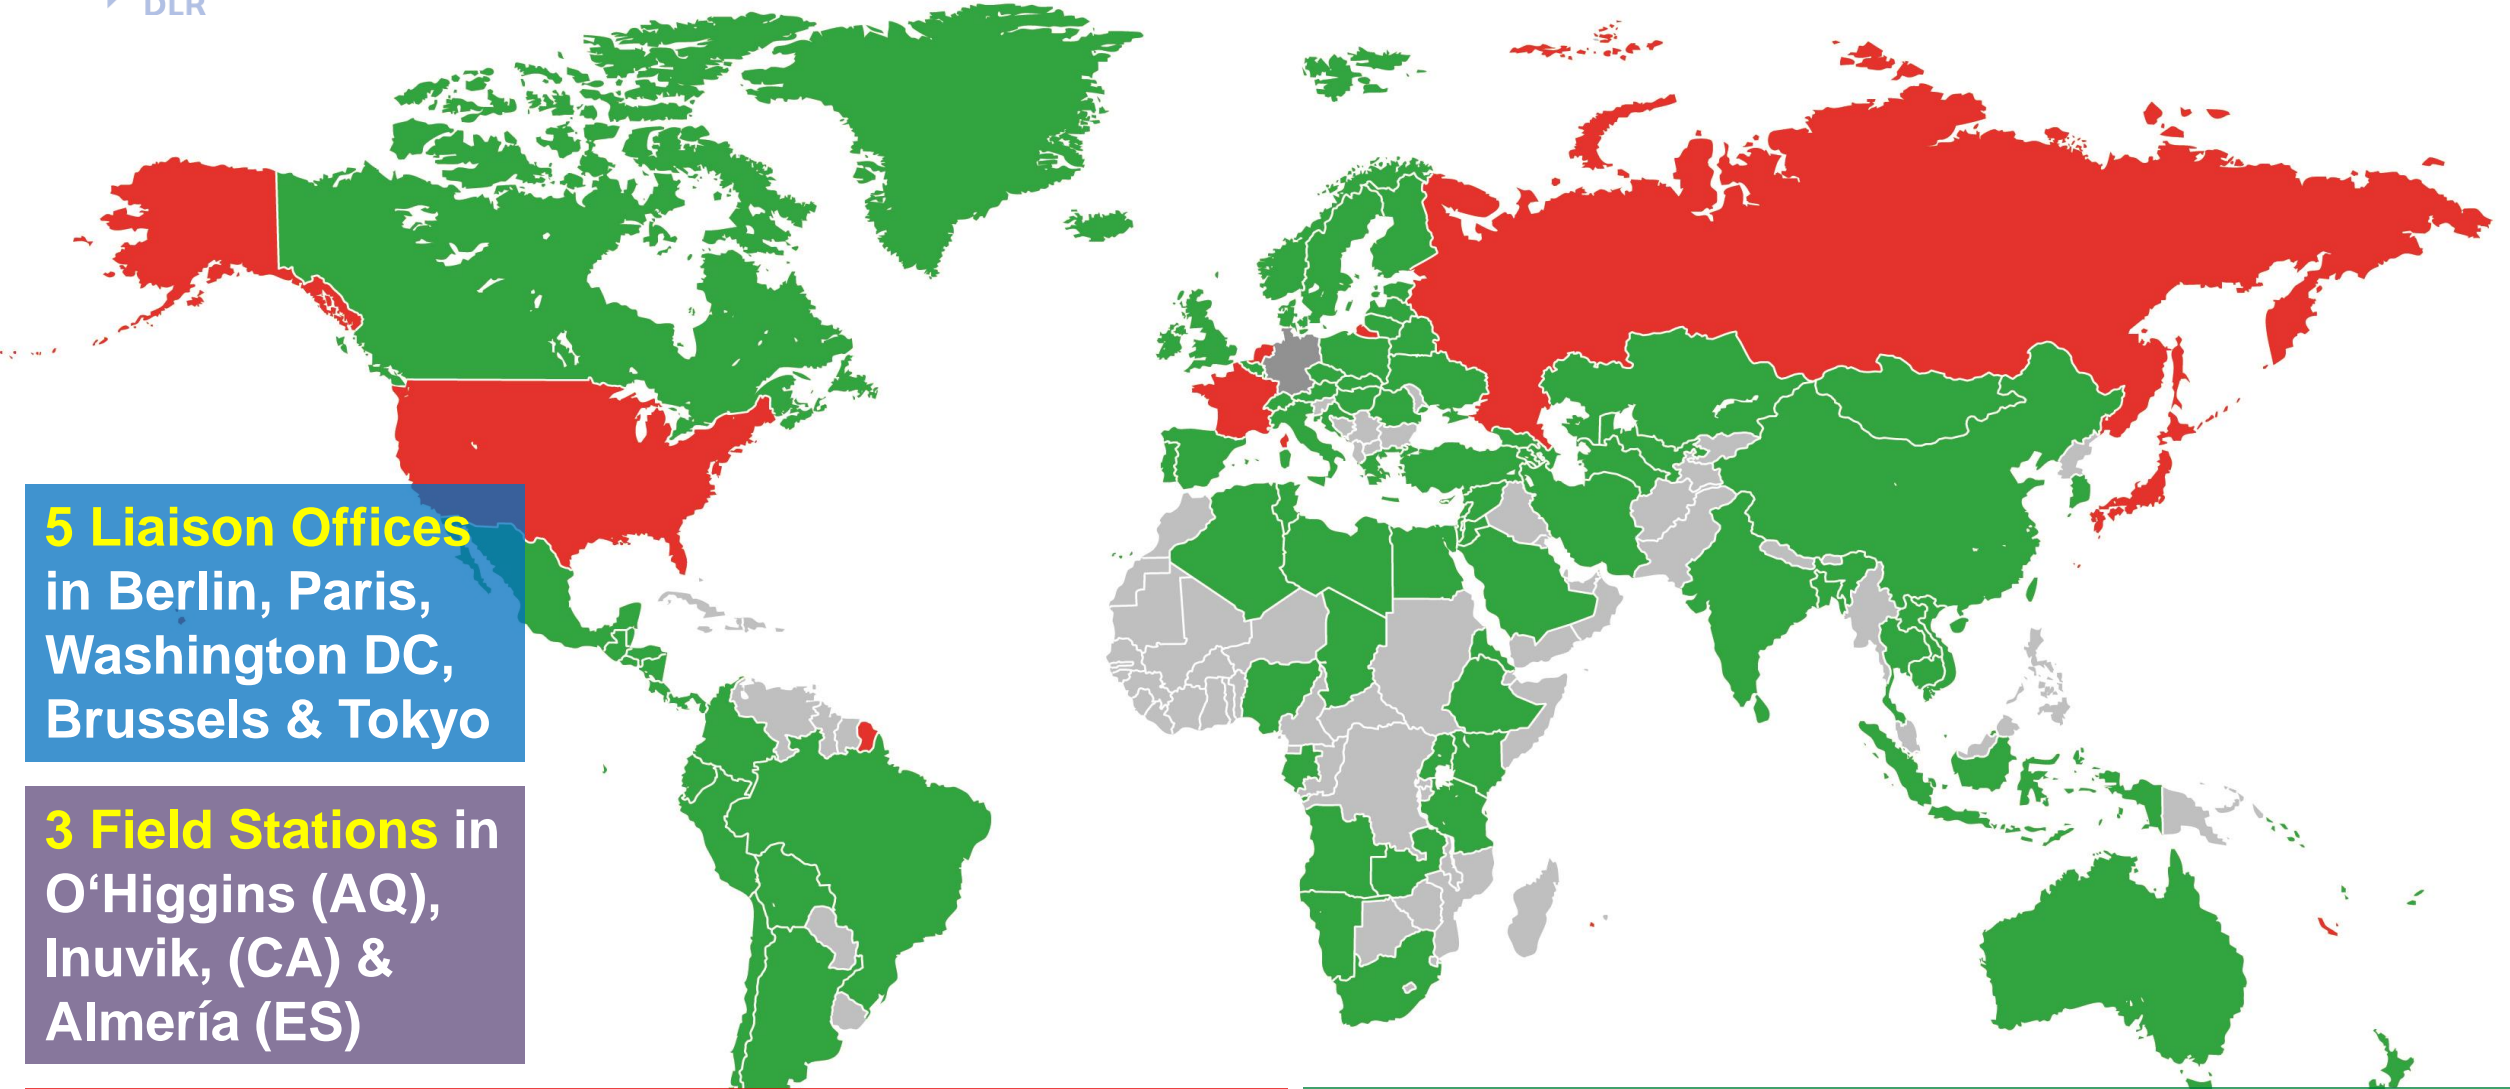 DLR
5 Liaison Offices
in Berlin, Paris,
Washington DC,
Brussels & Tokyo
3 Field Stations in
O‘Higgins (AQ),
Inuvik, (CA) &
Almería (ES)